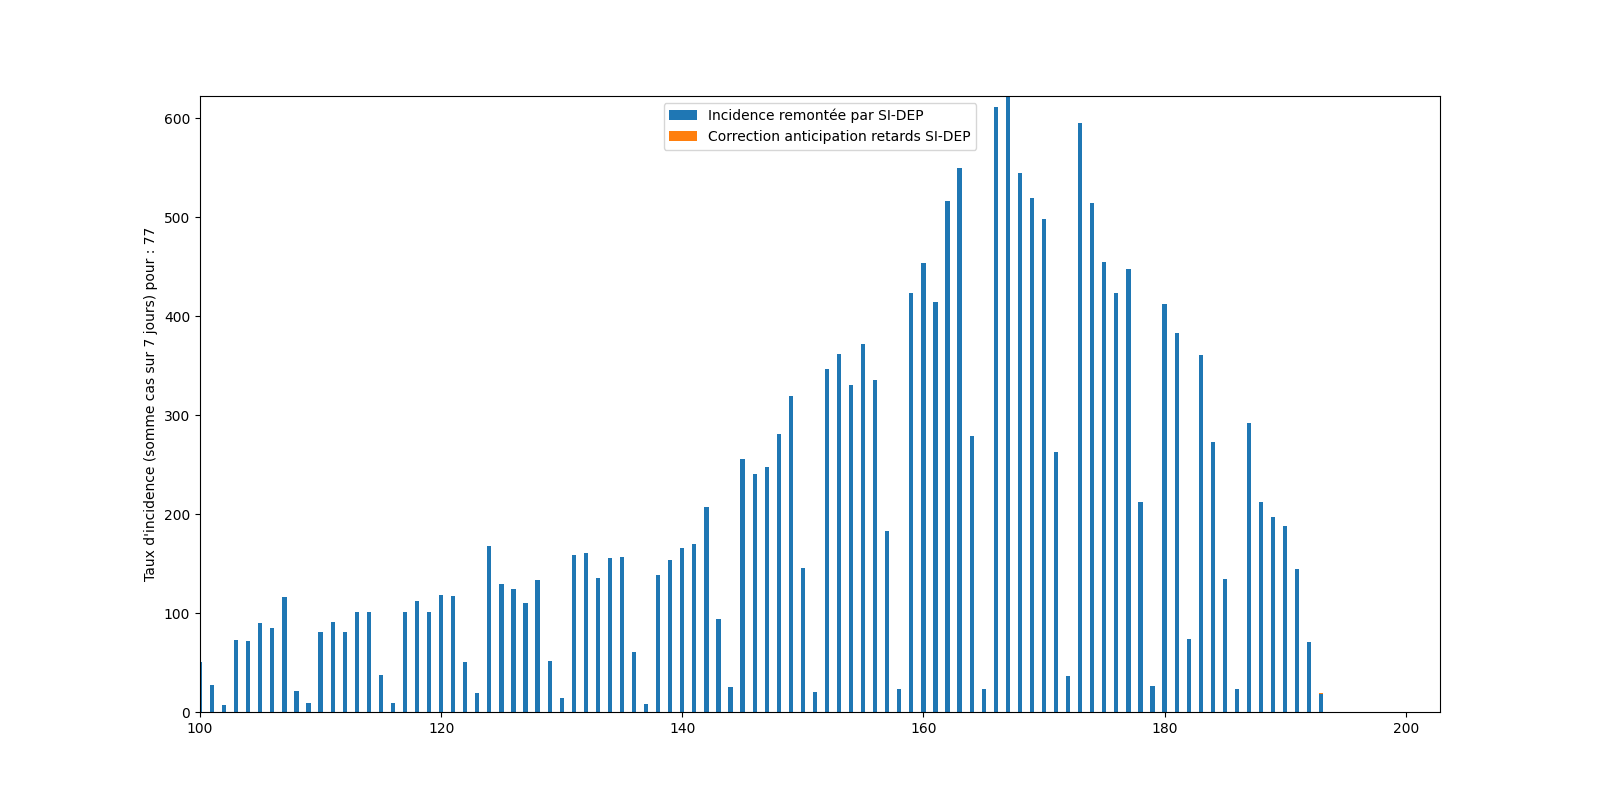 Incidence remontée par SI-DEP
Correction anticipation retards SI-DEP
Taux d'incidence (somme cas sur 7 jours) pour : 77
600
500
400
300
200
100
0
100 120 140 160 180 200